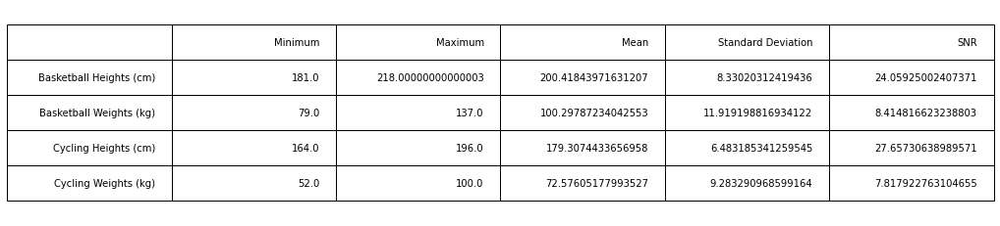 Minimum Maximum Mean Standard Deviation SNR
Basketball Heights (cm) 181.0 218.00000000000003 200.41843971631207 8.33020312419436 24.05925002407371
Basketball Weights (kg) 79.0 137.0 100.29787234042553 11.919198816934122 8.414816623238803
Cycling Heights (cm) 164.0 196.0 179.3074433656958 6.483185341259545 27.65730638989571
Cycling Weights (kg) 52.0 100.0 72.57605177993527 9.283290968599164 7.817922763104655